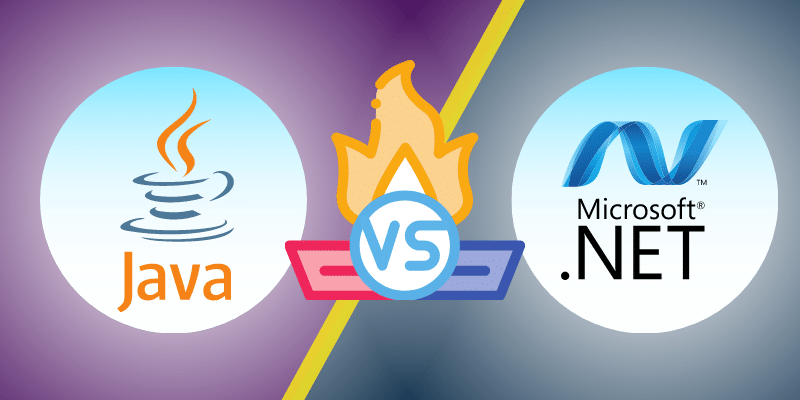 Java
VS
Microsoft®
.NET
™